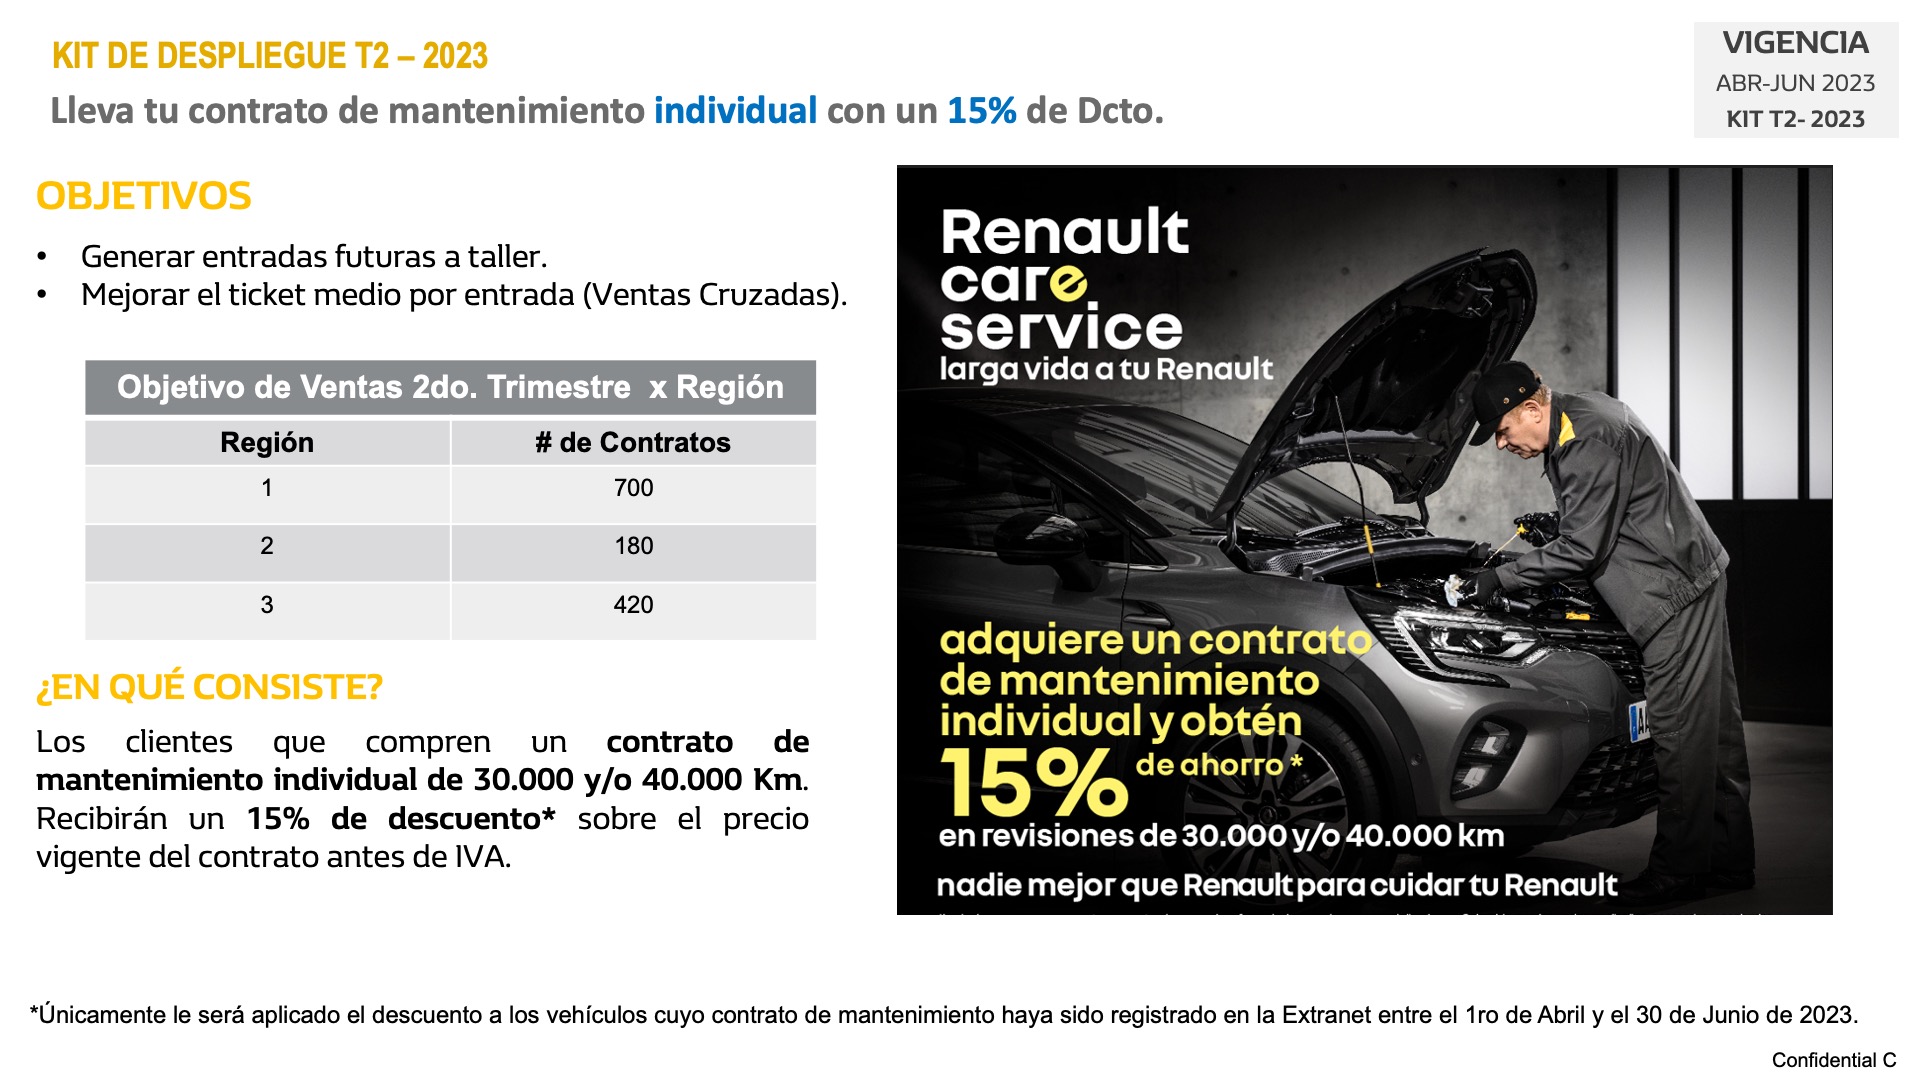 KIT DE DESPLIEGUE T2 – 2023
Lleva tu contrato de mantenimiento individual con un 15% de Dcto.
VIGENCIA
ABR-JUN 2023
KIT T2- 2023
OBJETIVOS
• Generar entradas futuras a taller.
• Mejorar el ticket medio por entrada (Ventas Cruzadas).
Objetivo de Ventas 2do. Trimestre x Región
Región # de Contratos
1 700
2 180
3 420
¿EN QUÉ CONSISTE?
Los clientes que compren un contrato de
mantenimiento individual de 30.000 y/o 40.000 Km.
Recibirán un 15% de descuento* sobre el precio
vigente del contrato antes de IVA.
Renault
care
service
larga vida a tu Renault
adquiere un contrato
de mantenimiento
individual y obtén
15% de ahorro *
en revisiones de 30.000 y/o 40.000 km
nadie mejor que Renault para cuidar tu Renault
*Únicamente le será aplicado el descuento a los vehículos cuyo contrato de mantenimiento haya sido registrado en la Extranet entre el 1ro de Abril y el 30 de Junio de 2023.
Confidential C